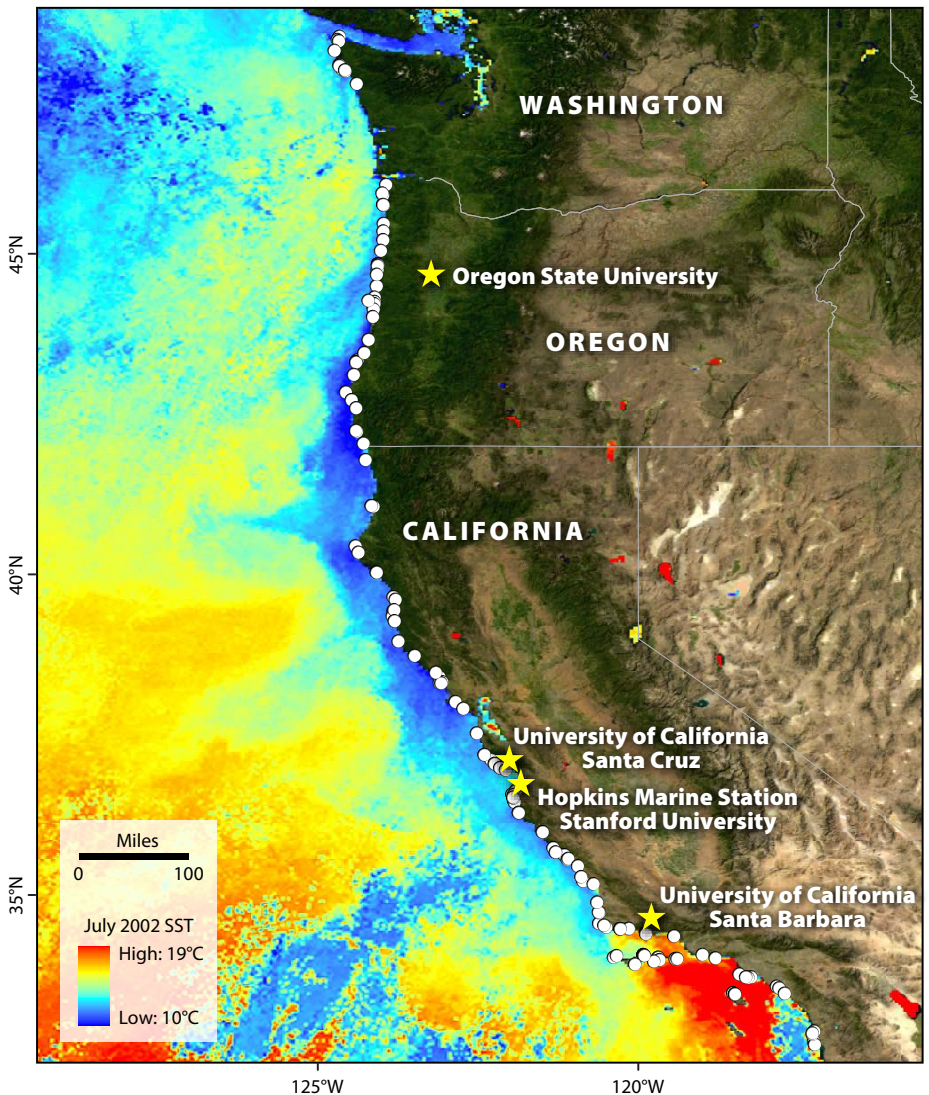 WASHINGTON
45°N
Oregon State University
OREGON
CALIFORNIA
40°N
University of California
Santa Cruz
Hopkins Marine Station
Stanford University
Miles
0 100
35°N
University of California
Santa Barbara
July 2002 SST
High: 19°C
Low: 10°C
125°W 120°W